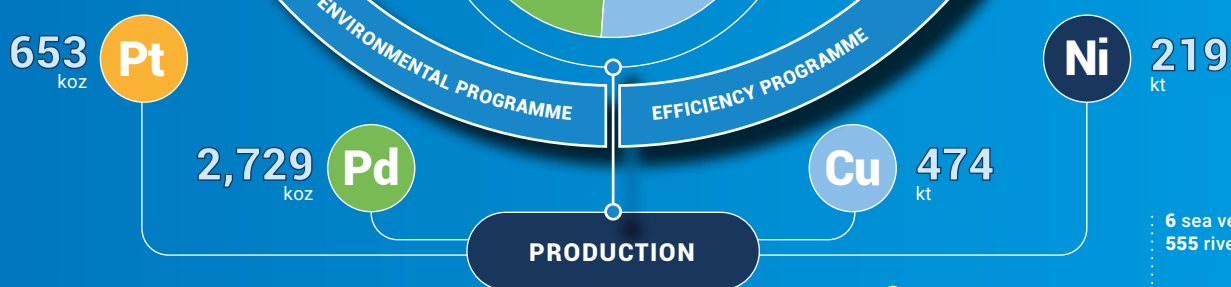 ENVIRONMENTAL PROGRAMME
EFFICIENCY PROGRAMME
653
koz
Pt
Ni
219
kt
2,729
koz
Pd
Cu
474
kt
PRODUCTION
6 sea
555